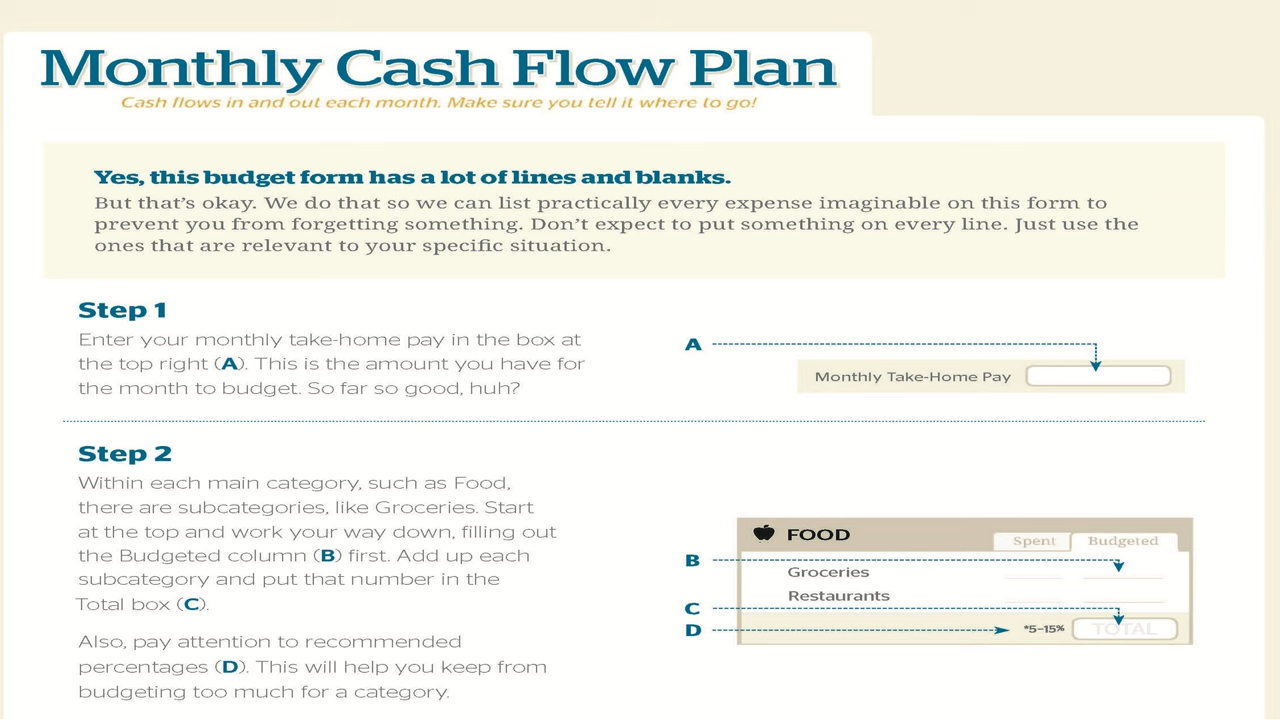 Monthly Cash Flow Plan
Cash flows in and out each month. Make sure you tell it where to go!
Yes, this budget form has a lot of lines and blanks.
But that’s okay. We do that so we can list practically every expense imaginable on this form to
prevent you from forgetting something. Don’t expect to put something on every line. Just use the
ones that are relevant to your specific situation.
Step 1
Enter your monthly take-home pay in the box at
the top right (A). This is the amount you have for
the month to budget. So far so good, huh?
A
Monthly Take-Home Pay
Step 2
Within each main category, such as Food,
there are subcategories, like Groceries. Start
at the top and work your way down, filling out
the Budgeted column (B) first. Add up each
subcategory and put that number in the
Total box (C).
Also, pay attention to recommended
percentages (D). This will help you keep from
budgeting too much for a category.
FOOD
Spent Budgeted
B
Groceries
Restaurants
C
D *5–15% TOTAL